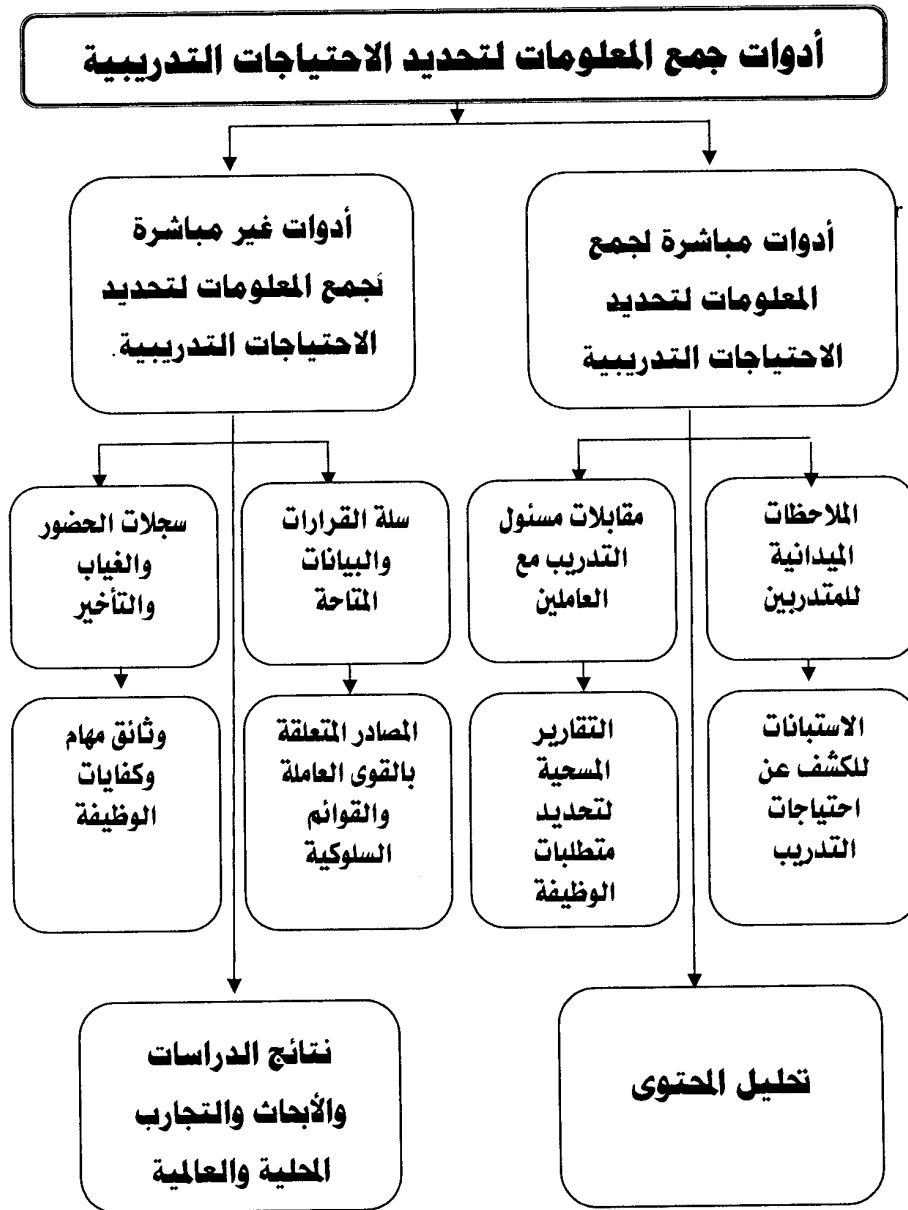 أدوات جمع المعلومات لتحديد الاحتياجات التدريبية
أدوات مباشرة لجمع
المعلومات لتحديد
الاحتياجات التدريبية
أدوات غير مباشرة
لجمع المعلومات لتحديد
الاحتياجات التدريبية.
الملاحظات
الميدانية
للمتدربين
مقابلات مسئول
التدريب مع
العاملين
سلة القرارات
والبيانات
المتاحة
سجلات الحضور
والغياب
والتأخير
الاستبانات
للكشف عن
احتياجات
التدريب
التقارير
المسحية
لتحديد
متطلبات
الوظيفة
المصادر المتعلقة
بالقوى العاملة
والقوائم
السلوكية
وثائق مهام
وكفايات
الوظيفة
تحليل المحتوى
نتائج الدراسات
والأبحاث والتجارب
المحلية والعالمية